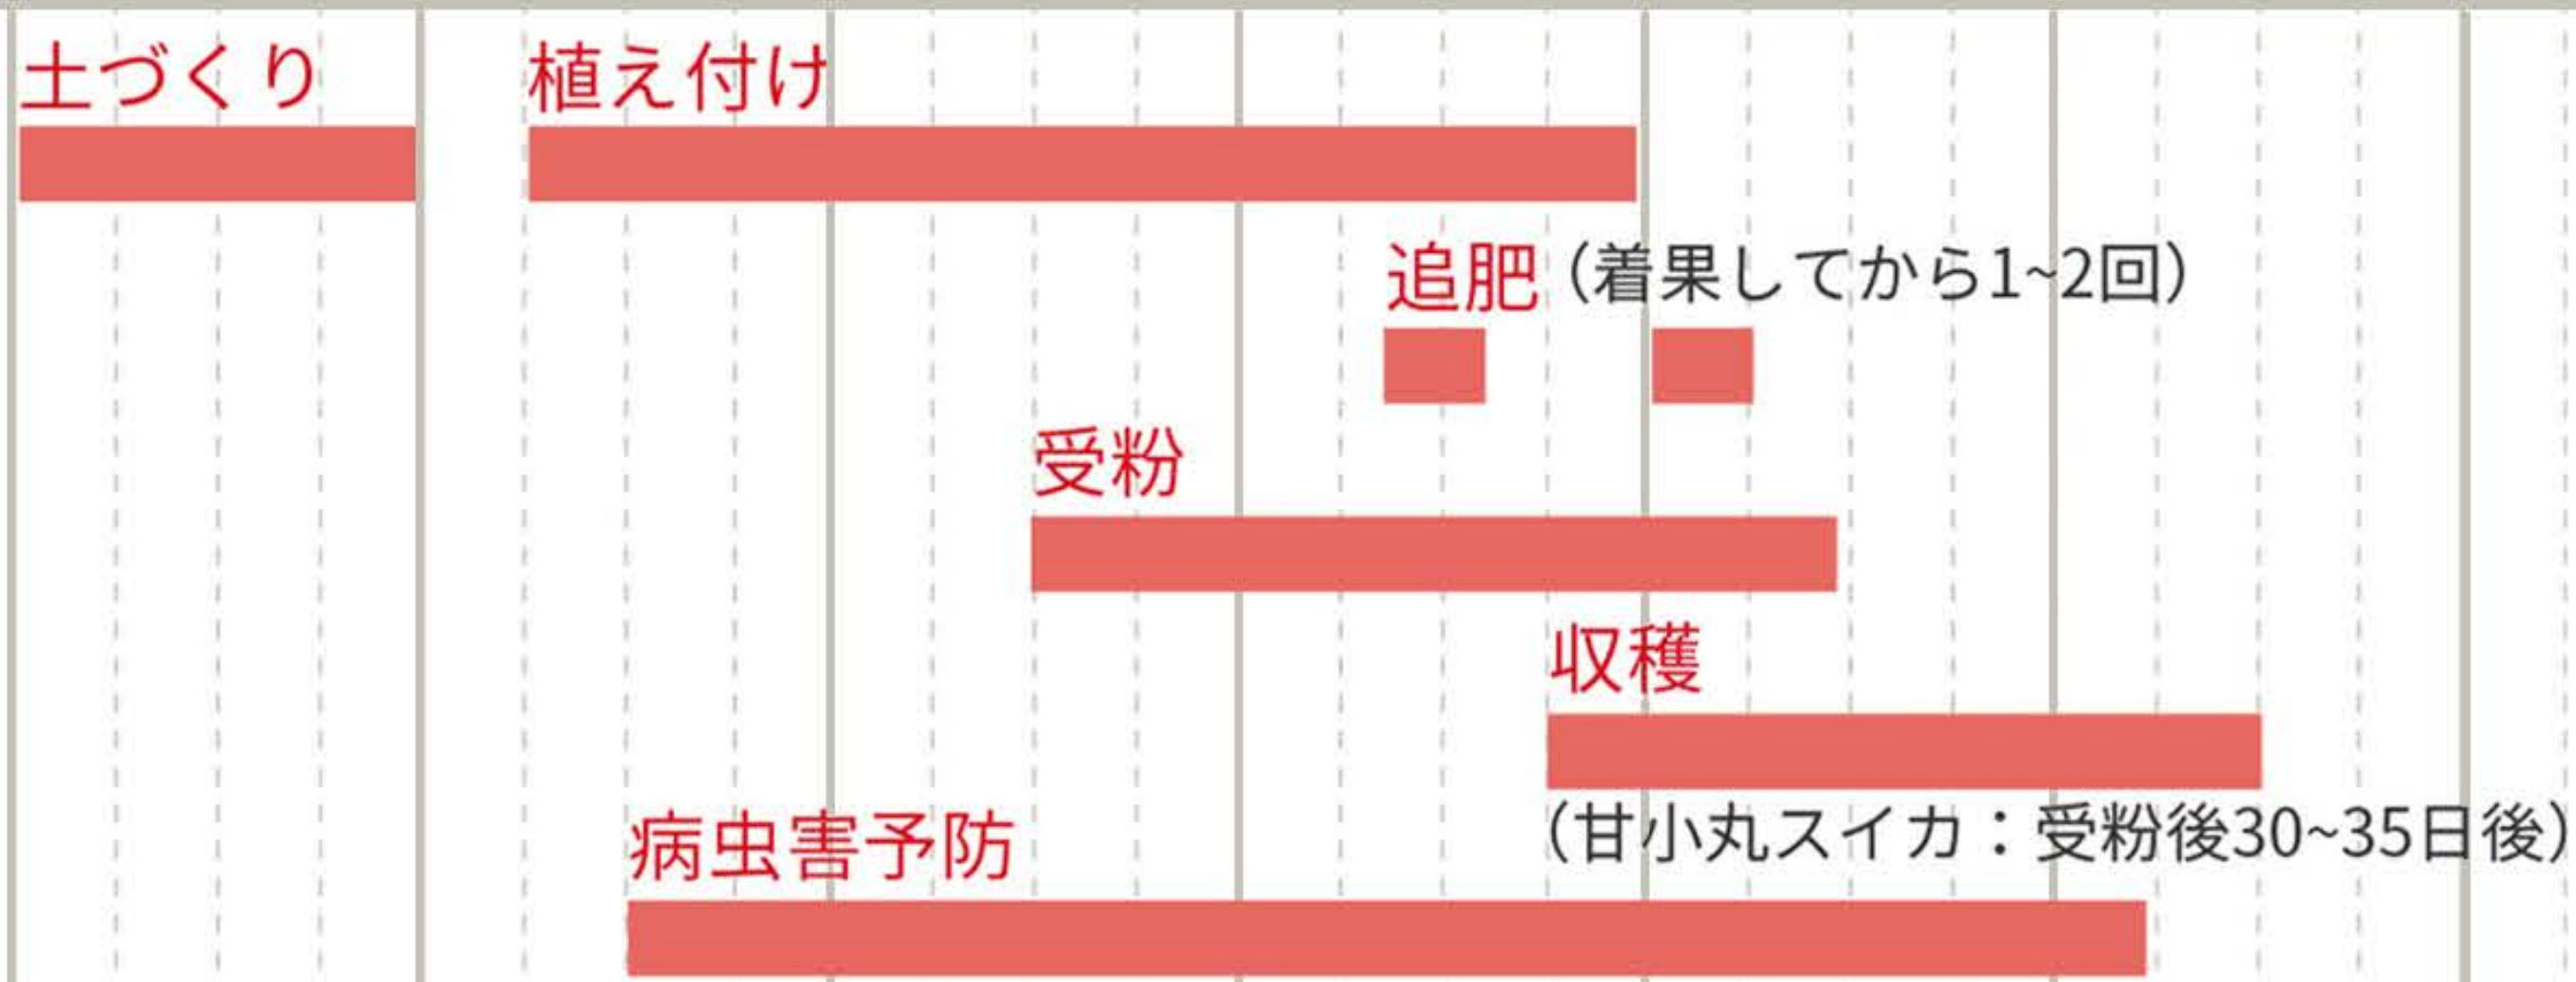 土づくり
植え付け
追肥（着果してから1~2回）
受粉
収穫
（甘小丸スイカ：受粉後30~35日後）
病虫害予防